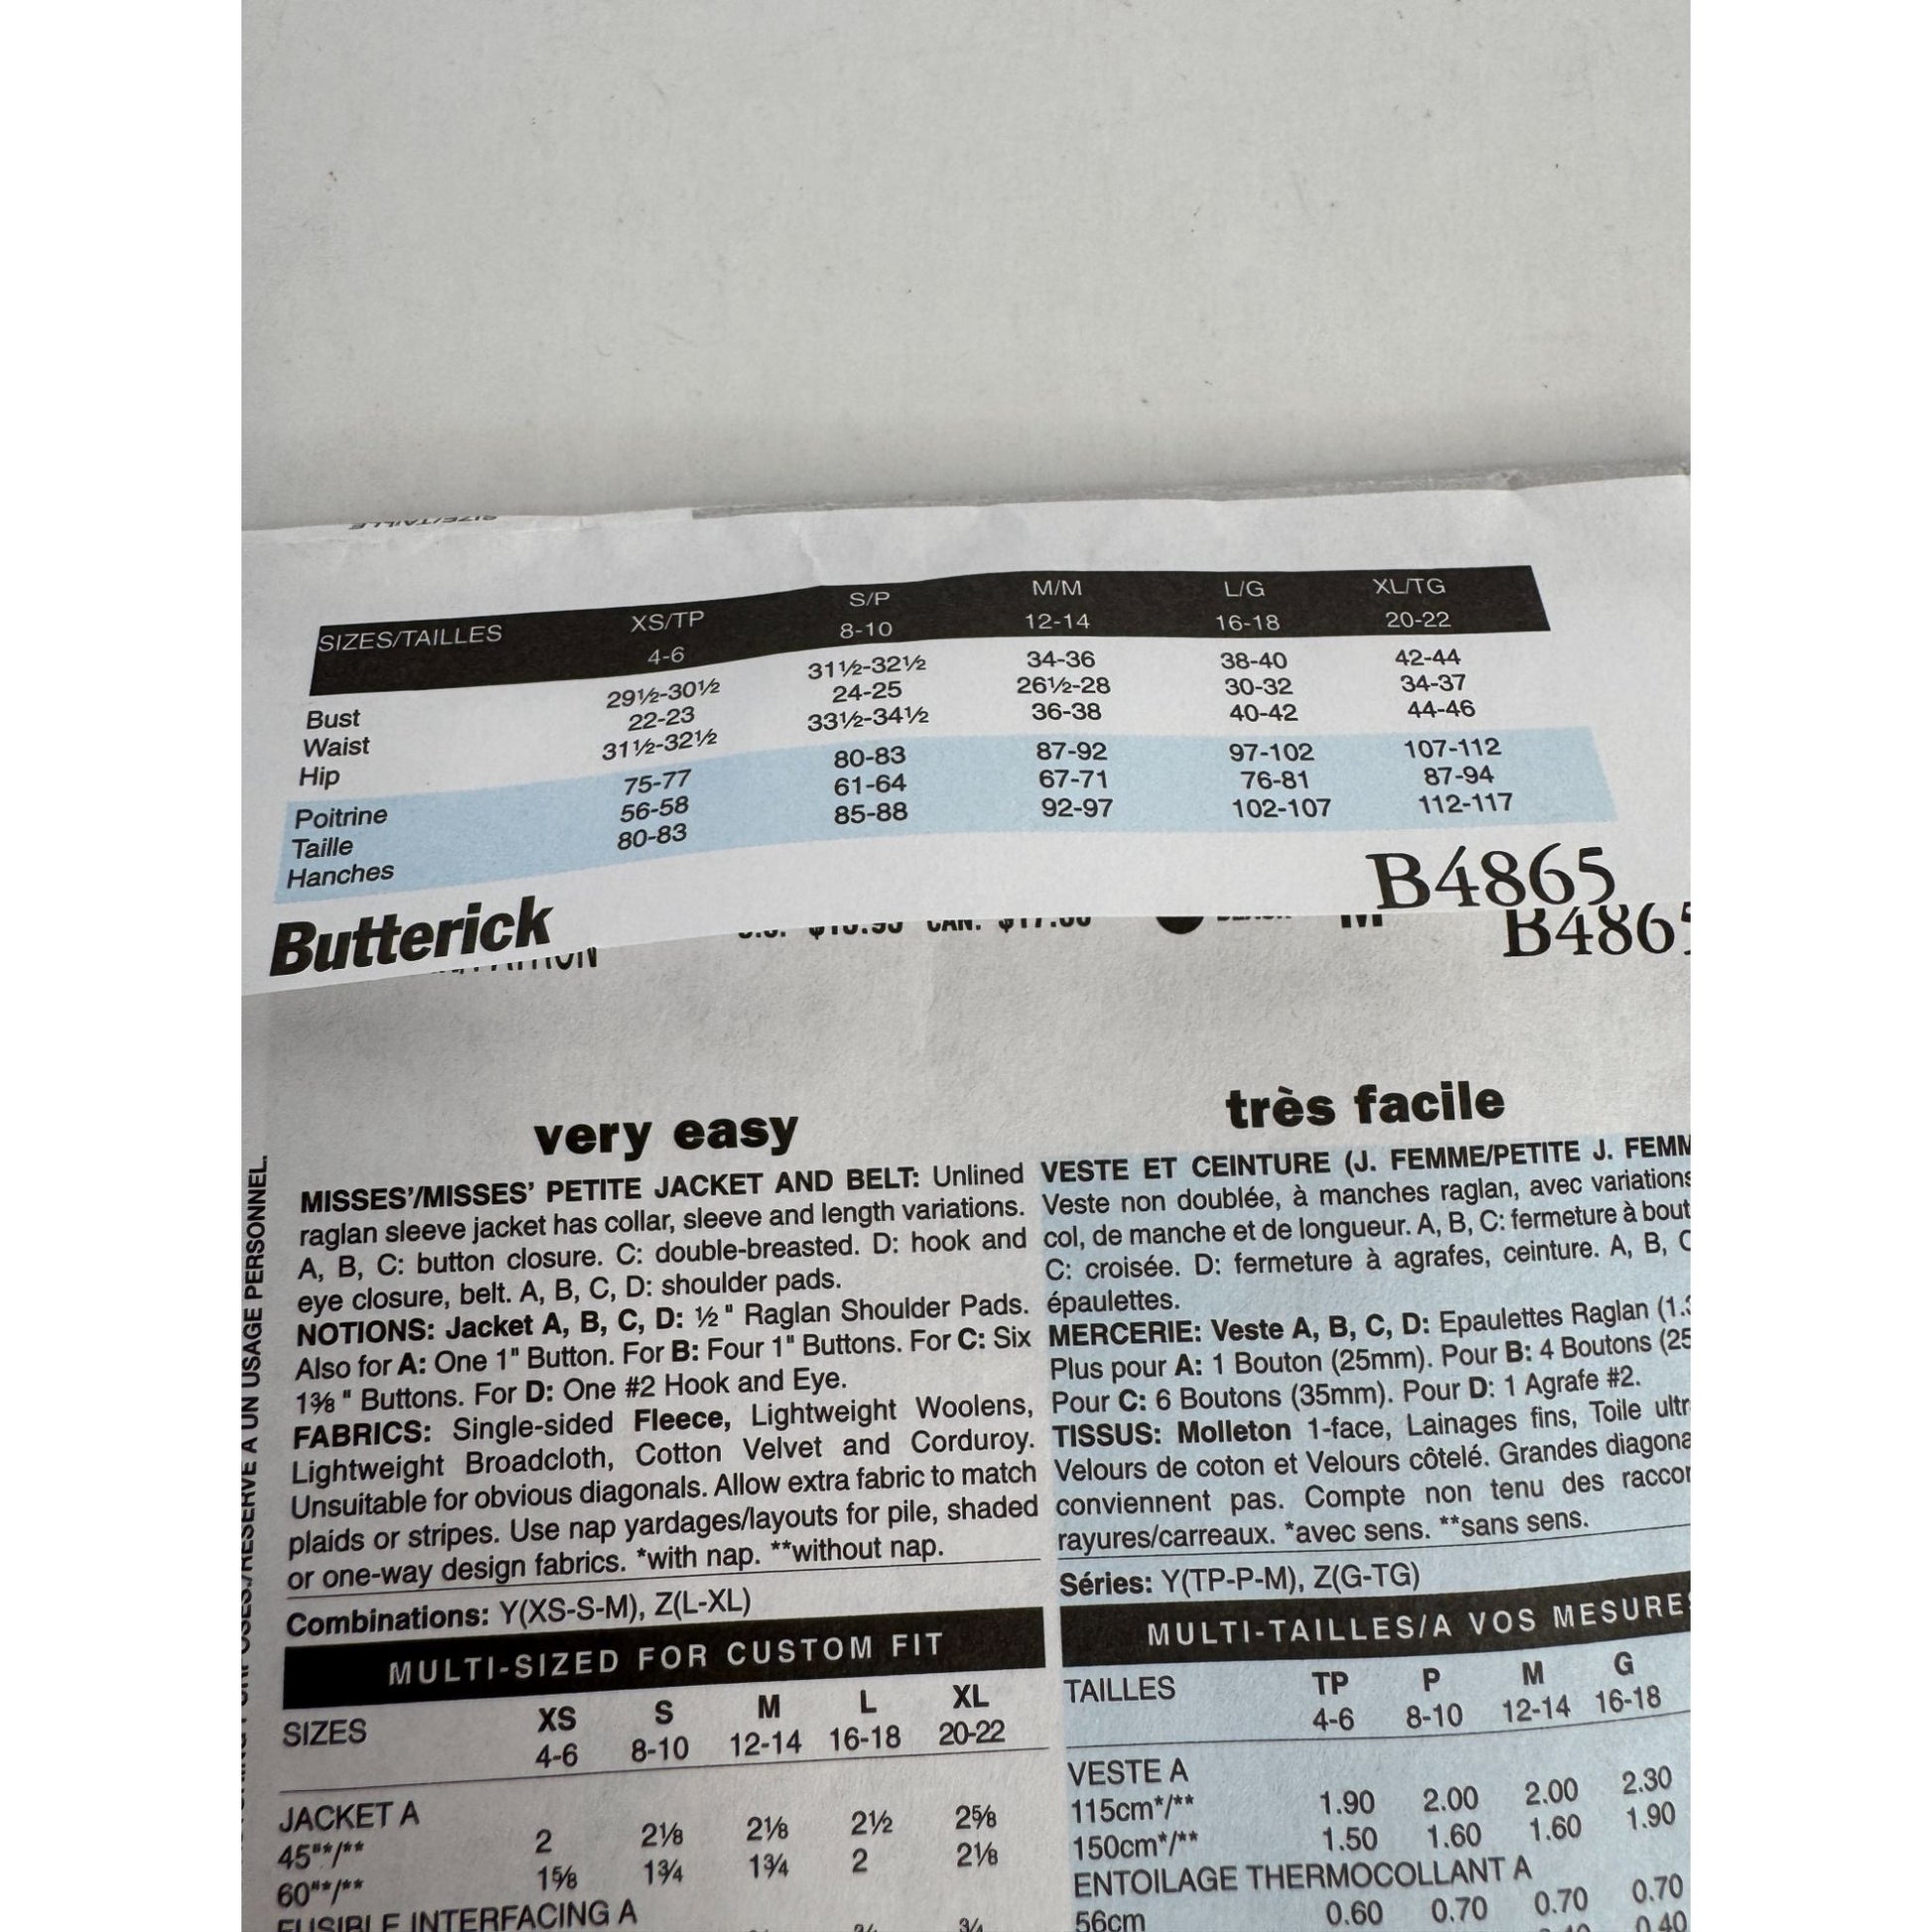 SIZE/TAILLE
SIZES/TAILLES XS/TP S/P M/M L/G XL/TG
4-6 8-10 12-14 16-18 20-22
Bust 29½-30½ 31½-32½ 34-36 38-40 42-44
Waist 22-23 24-25 26½-28 30-32 34-37
Hip 31½-32½ 33½-34½ 36-38 40-42 44-46
Poitrine 75-77 80-83 87-92 97-102 107-112
Taille 56-58 61-64 67-71 76-81 87-94
Hanches 80-83 85-88 92-97 102-107 112-117
Butterick B4865
CAN. M B486
very easy
MISSES'/MISSES' PETITE JACKET AND BELT: Unlined
raglan sleeve jacket has collar, sleeve and length variations.
A, B, C: button closure. C: double-breasted. D: hook and
eye closure, belt. A, B, C, D: shoulder pads.
NOTIONS: Jacket A, B, C, D: ½" Raglan Shoulder Pads.
Also for A: One 1" Button. For B: Four 1" Buttons. For C: Six
1⅜" Buttons. For D: One #2 Hook and Eye.
FABRICS: Single-sided Fleece, Lightweight Woolens,
Lightweight Broadcloth, Cotton Velvet and Corduroy.
Unsuitable for obvious diagonals. Allow extra fabric to match
plaids or stripes. Use nap yardages/layouts for pile, shaded
or one-way design fabrics. *with nap. **without nap.
Combinations: Y(XS-S-M), Z(L-XL)
MULTI-SIZED FOR CUSTOM FIT
SIZES XS S M L XL
4-6 8-10 12-14 16-18 20-22
JACKET A
45"*/** 2 2⅛ 2⅛ 2½ 2⅝
60"*/** 1⅝ 1¾ 1¾ 2 2⅛
FUSIBLE INTERFACING A
très facile
VESTE ET CEINTURE (J. FEMME/PETITE J. FEMM
Veste non doublée, à manches raglan, avec variations
col, de manche et de longueur. A, B, C: fermeture à bout
C: croisée. D: fermeture à agrafes, ceinture. A, B, C
épaulettes.
MERCERIE: Veste A, B, C, D: Epaulettes Raglan (1.3
Plus pour A: 1 Bouton (25mm). Pour B: 4 Boutons (25
Pour C: 6 Boutons (35mm). Pour D: 1 Agrafe #2.
TISSUS: Molleton 1-face, Lainages fins, Toile ultr
Velours de coton et Velours côtelé. Grandes diagona
conviennent pas. Compte non tenu des raccor
rayures/carreaux. *avec sens. **sans sens.
Séries: Y(TP-P-M), Z(G-TG)
MULTI-TAILLES/A VOS MESURES
TAILLES TP P M G
4-6 8-10 12-14 16-18
VESTE A
115cm*/** 1.90 2.00 2.00 2.30
150cm*/** 1.50 1.60 1.60 1.90
ENTOILAGE THERMOCOLLANT A
56cm 0.60 0.70 0.70 0.70
0.40
/RESERVE A UN USAGE PERSONNEL.